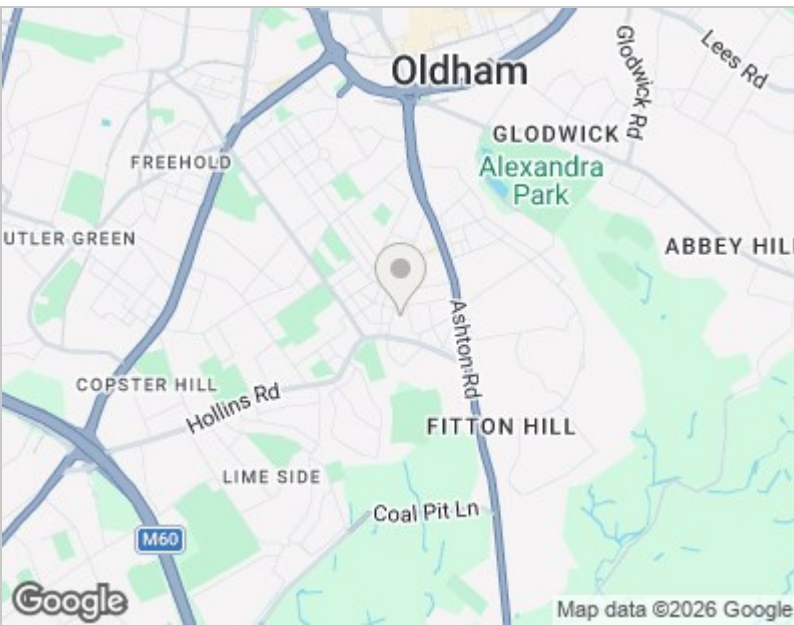 Oldham
Lees Rd
Glodwick Rd
GLODWICK
FREEHOLD
Alexandra
Park
UTLER GREEN
ABBEY HILL
Ashton Rd
COPSTER HILL
Hollins Rd
FITTON HILL
LIME SIDE
Coal Pit Ln
M60
Google
Map data ©2026 Google